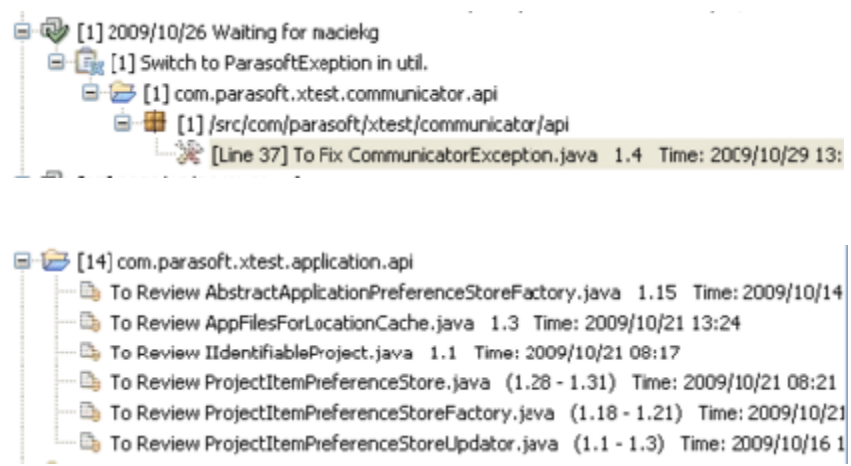 [1] 2009/10/26 Waiting for maciekg
[1] Switch to ParasoftExeption in util.
[1] com.parasoft.xtest.communicator.api
[1] /src/com/parasoft/xtest/communicator/api
[Line 37] To Fix CommunicatorExcepton.java 1.4 Time: 2009/10/29 13:
[14] com.parasoft.xtest.application.api
To Review AbstractApplicationPreferenceStoreFactory.java 1.15 Time: 2009/10/14
To Review AppFilesForLocationCache.java 1.3 Time: 2009/10/21 13:24
To Review IIdentifiableProject.java 1.1 Time: 2009/10/21 08:17
To Review ProjectItemPreferenceStore.java (1.28 - 1.31) Time: 2009/10/21 08:21
To Review ProjectItemPreferenceStoreFactory.java (1.18 - 1.21) Time: 2009/10/21
To Review ProjectItemPreferenceStoreUpdator.java (1.1 - 1.3) Time: 2009/10/16 1